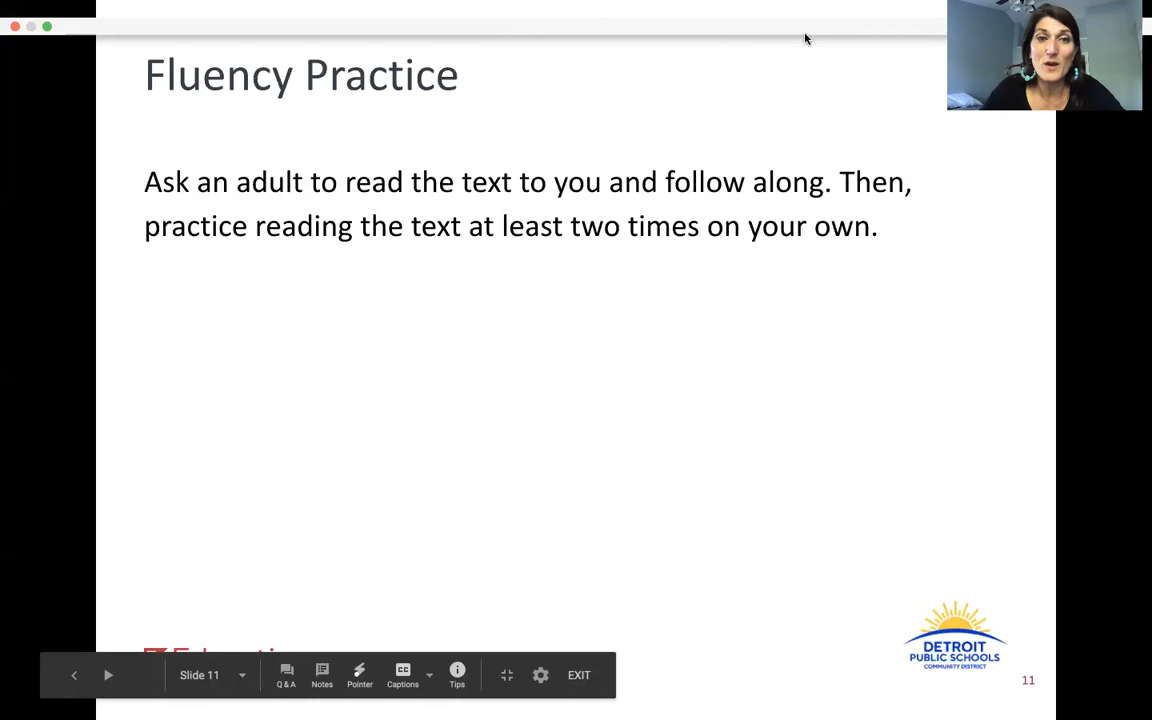 Fluency Practice
Ask an adult to read the text to you and follow along. Then,
practice reading the text at least two times on your own.
DETROIT
PUBLIC SCHOOLS
COMMUNITY DISTRICT
Slide 11
Q & A
Notes
Pointer
CC
Captions
Tips
EXIT
11